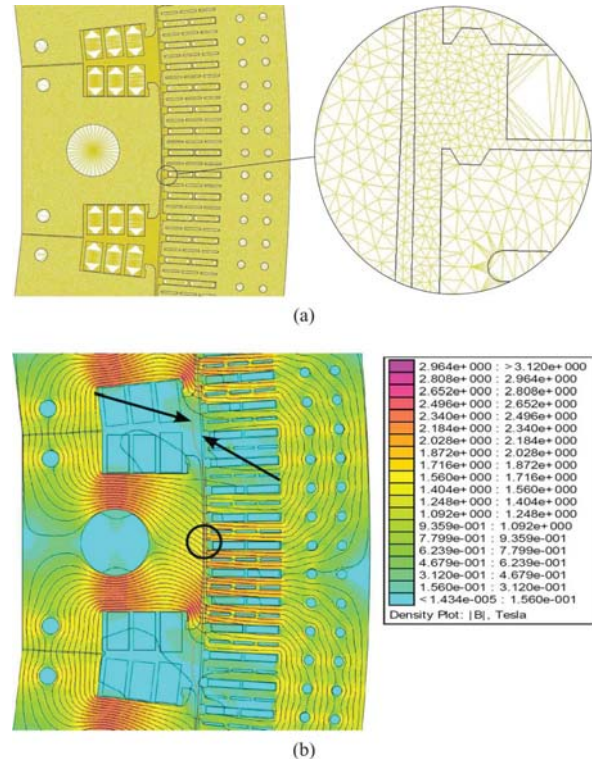 (a)
2.964e+000 : >3.120e+000
2.808e+000 : 2.964e+000
2.652e+000 : 2.808e+000
2.496e+000 : 2.652e+000
2.340e+000 : 2.496e+000
2.184e+000 : 2.340e+000
2.028e+000 : 2.184e+000
1.872e+000 : 2.028e+000
1.716e+000 : 1.872e+000
1.560e+000 : 1.716e+000
1.404e+000 : 1.560e+000
1.248e+000 : 1.404e+000
1.092e+000 : 1.248e+000
9.359e-001 : 1.092e+000
7.799e-001 : 9.359e-001
6.239e-001 : 7.799e-001
4.679e-001 : 6.239e-001
3.120e-001 : 4.679e-001
1.560e-001 : 3.120e-001
<1.434e-005 : 1.560e-001
Density Plot: |B|, Tesla
(b)